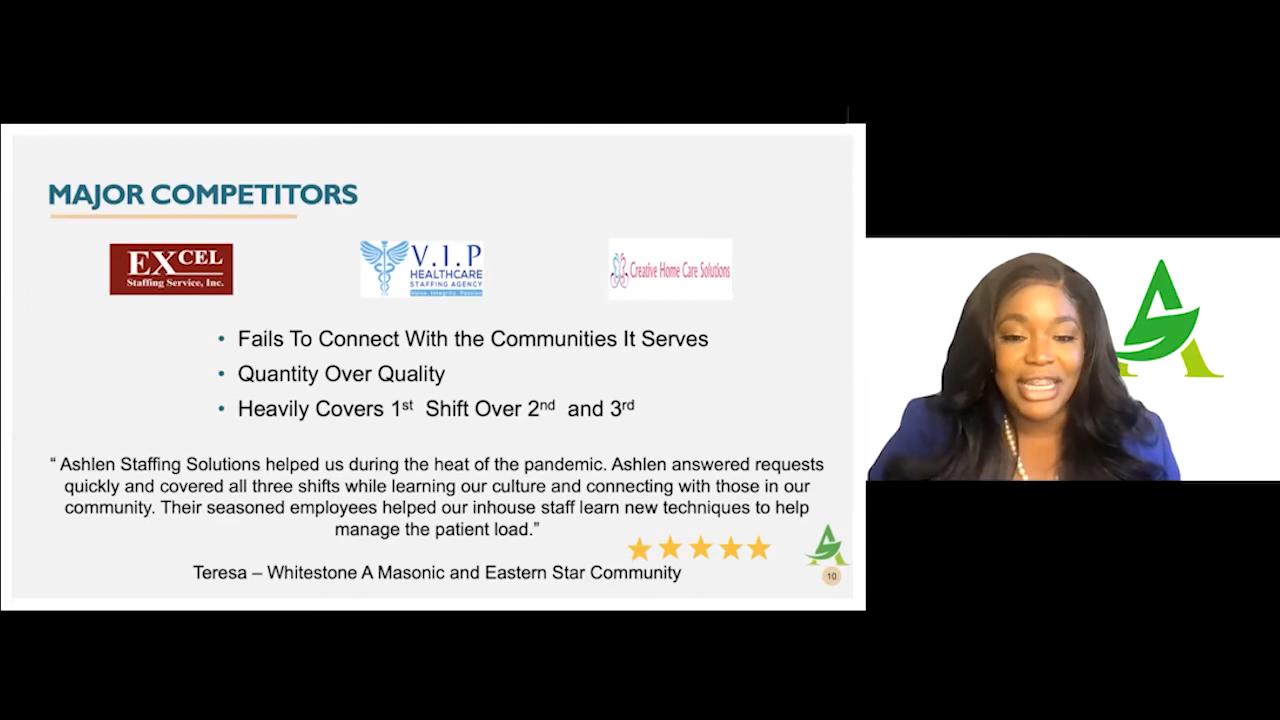 MAJOR COMPETITORS
EXCEL
Staffing Service, Inc.
V.I.P
HEALTHCARE
STAFFING AGENCY
Creative Home Care Solutions
• Fails To Connect With the Communities It Serves
• Quantity Over Quality
• Heavily Covers 1st Shift Over 2nd and 3rd
“ Ashlen Staffing Solutions helped us during the heat of the pandemic. Ashlen answered requests
quickly and covered all three shifts while learning our culture and connecting with those in our
community. Their seasoned employees helped our inhouse staff learn new techniques to help
manage the patient load.”
Teresa – Whitestone A Masonic and Eastern Star Community
10